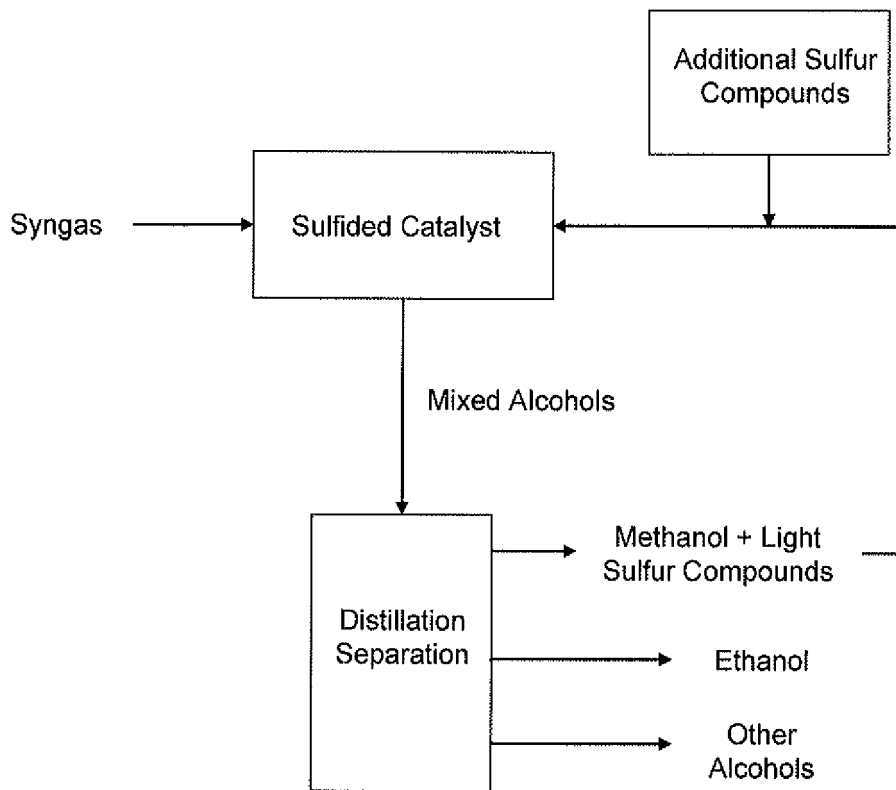 Additional Sulfur
Compounds
Syngas
Sulfided Catalyst
Mixed Alcohols
Methanol + Light
Sulfur Compounds
Distillation
Separation
Ethanol
Other
Alcohols